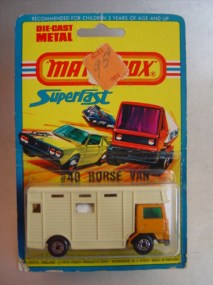 RECOMMENDED FOR CHILDREN 3 YEARS OF AGE AND UP
DIE-CAST
METAL
MATCHBOX
Superfast
#40 HORSE VAN